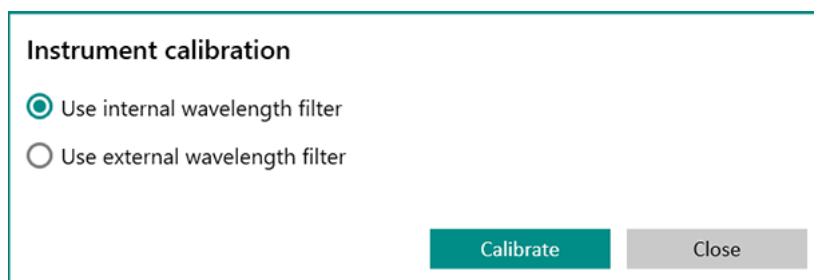 Instrument calibration
Use internal wavelength filter
Use external wavelength filter
Calibrate Close